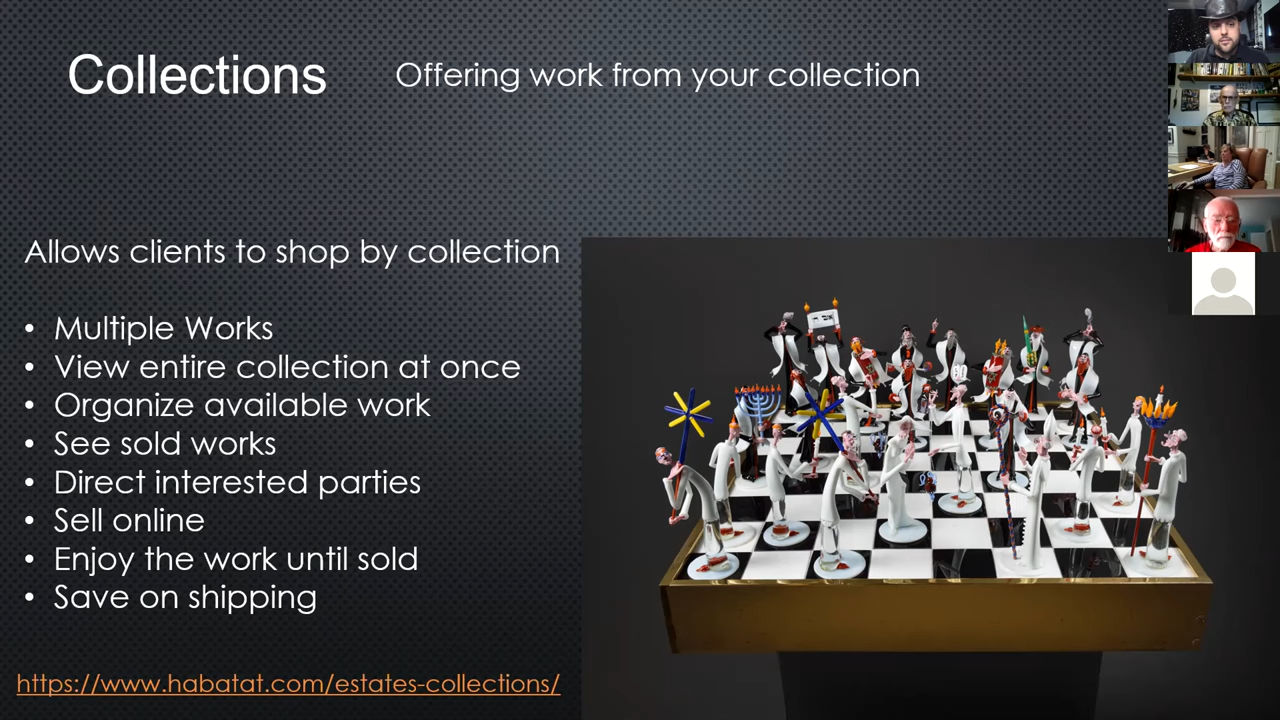 Collections
Offering work from your collection
Allows clients to shop by collection
• Multiple Works
• View entire collection at once
• Organize available work
• See sold works
• Direct interested parties
• Sell online
• Enjoy the work until sold
• Save on shipping
https://www.habatat.com/estates-collections/